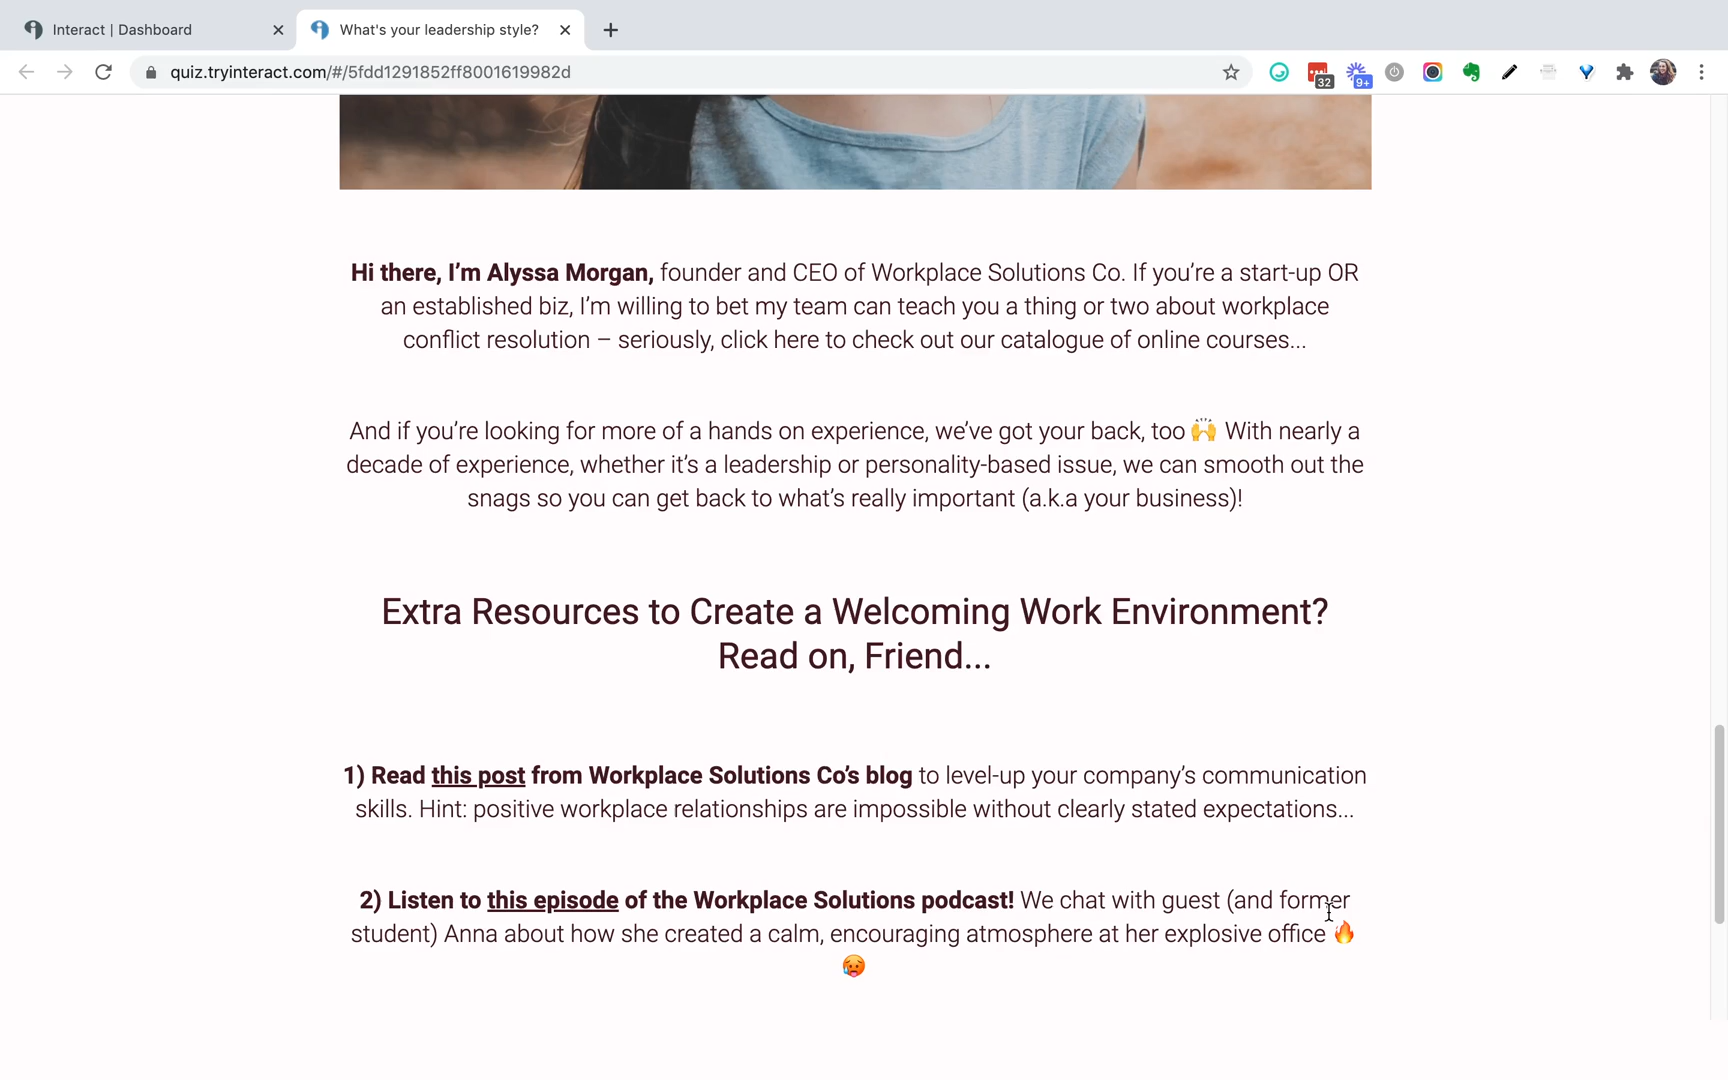 Interact | Dashboard
What's your leadership style?
quiz.tryinteract.com/#/5fdd1291852ff8001619982d
32
9+
Hi there, I’m Alyssa Morgan, founder and CEO of Workplace Solutions Co. If you’re a start-up OR
an established biz, I’m willing to bet my team can teach you a thing or two about workplace
conflict resolution – seriously, click here to check out our catalogue of online courses...
And if you’re looking for more of a hands on experience, we’ve got your back, too 🙌 With nearly a
decade of experience, whether it’s a leadership or personality-based issue, we can smooth out the
snags so you can get back to what’s really important (a.k.a your business)!
Extra Resources to Create a Welcoming Work Environment?
Read on, Friend...
1) Read this post from Workplace Solutions Co’s blog to level-up your company’s communication
skills. Hint: positive workplace relationships are impossible without clearly stated expectations...
2) Listen to this episode of the Workplace Solutions podcast! We chat with guest (and former
student) Anna about how she created a calm, encouraging atmosphere at her explosive office 🔥
🥵